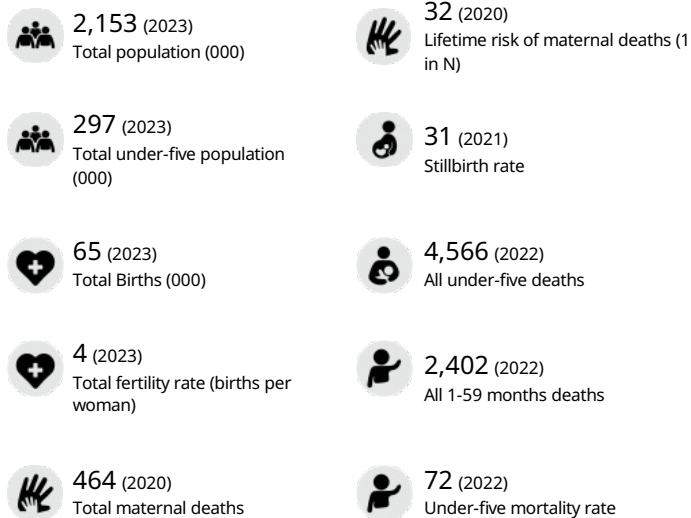 2,153 (2023)
Total population (000)
297 (2023)
Total under-five population
(000)
65 (2023)
Total Births (000)
4 (2023)
Total fertility rate (births per
woman)
464 (2020)
Total maternal deaths
32 (2020)
Lifetime risk of maternal deaths (1
in N)
31 (2021)
Stillbirth rate
4,566 (2022)
All under-five deaths
2,402 (2022)
All 1-59 months deaths
72 (2022)
Under-five mortality rate